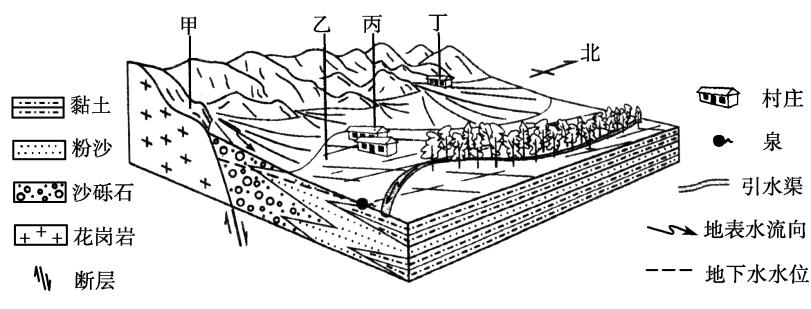 甲
乙
丙
丁
北
黏土
粉沙
沙砾石
花岗岩
断层
村庄
泉
引水渠
地表水流向
地下水水位